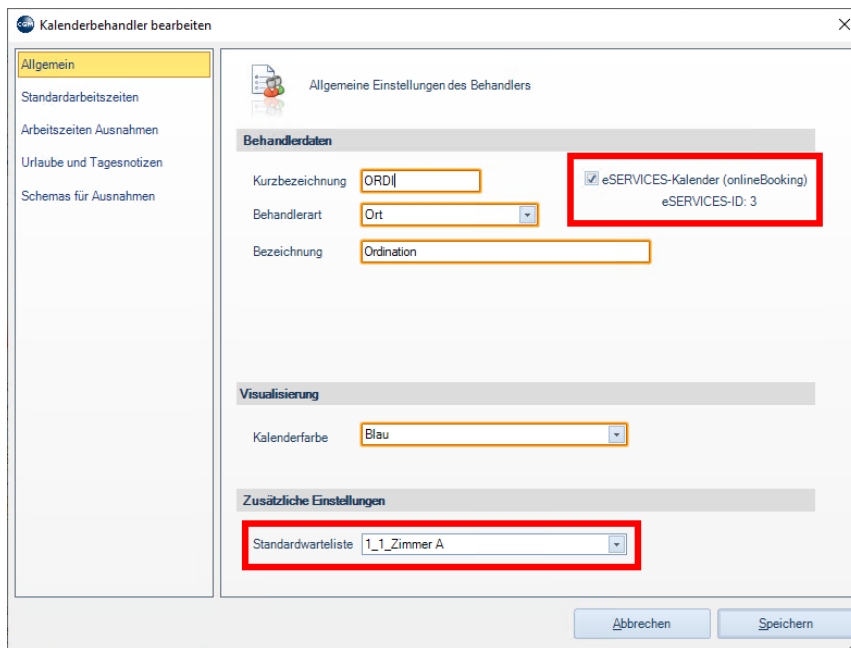 CGM Kalenderbehandler bearbeiten
Allgemein
Standardarbeitszeiten
Arbeitszeiten Ausnahmen
Urlaube und Tagesnotizen
Schemas für Ausnahmen
Allgemeine Einstellungen des Behandlers
Behandlerdaten
Kurzbezeichnung ORDI
eSERVICES-Kalender (onlineBooking)
eSERVICES-ID: 3
Behandlerart Ort
Bezeichnung Ordination
Visualisierung
Kalenderfarbe Blau
Zusätzliche Einstellungen
Standardwarteliste 1_1_Zimmer A
Abbrechen Speichern